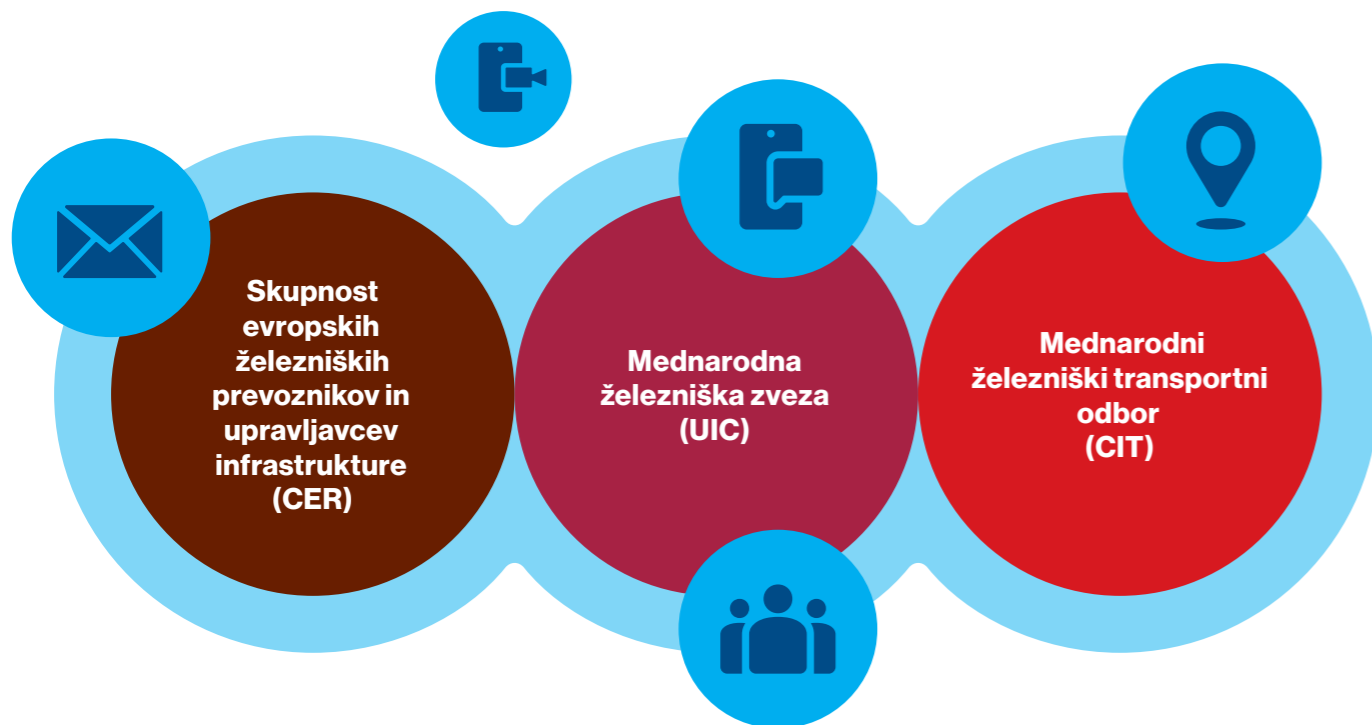 Skupnost
evropskih
železniških
prevoznikov in
upravljavcev
infrastrukture
(CER)
Mednarodna
železniška zveza
(UIC)
Mednarodni
železniški transportni
odbor
(CIT)